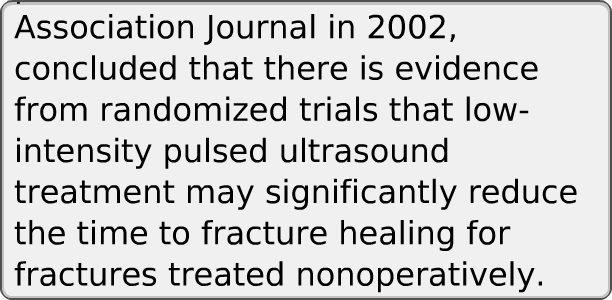 Association Journal in 2002,
concluded that there is evidence
from randomized trials that low-
intensity pulsed ultrasound
treatment may significantly reduce
the time to fracture healing for
fractures treated nonoperatively.